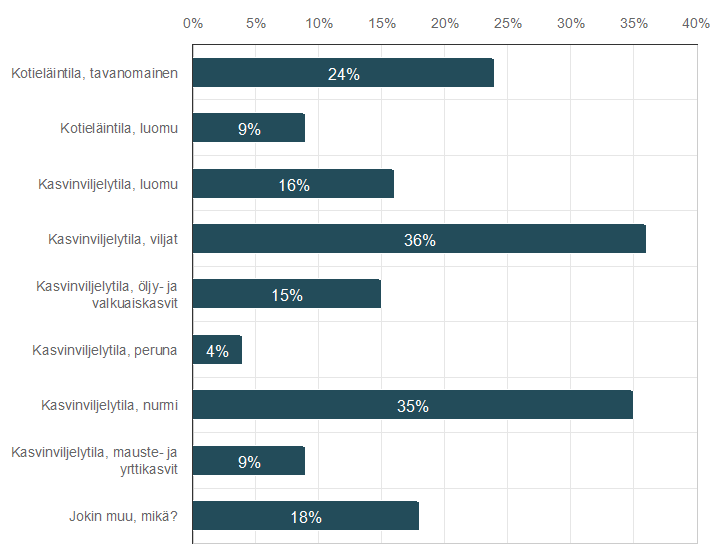 0% 5% 10% 15% 20% 25% 30% 35% 40%
Kotieläintila, tavanomainen 24%
Kotieläintila, luomu 9%
Kasvinviljelytila, luomu 16%
Kasvinviljelytila, viljat 36%
Kasvinviljelytila, öljy- ja
valkuaiskasvit 15%
Kasvinviljelytila, peruna 4%
Kasvinviljelytila, nurmi 35%
Kasvinviljelytila, mauste- ja
yrttikasvit 9%
Jokin muu, mikä? 18%